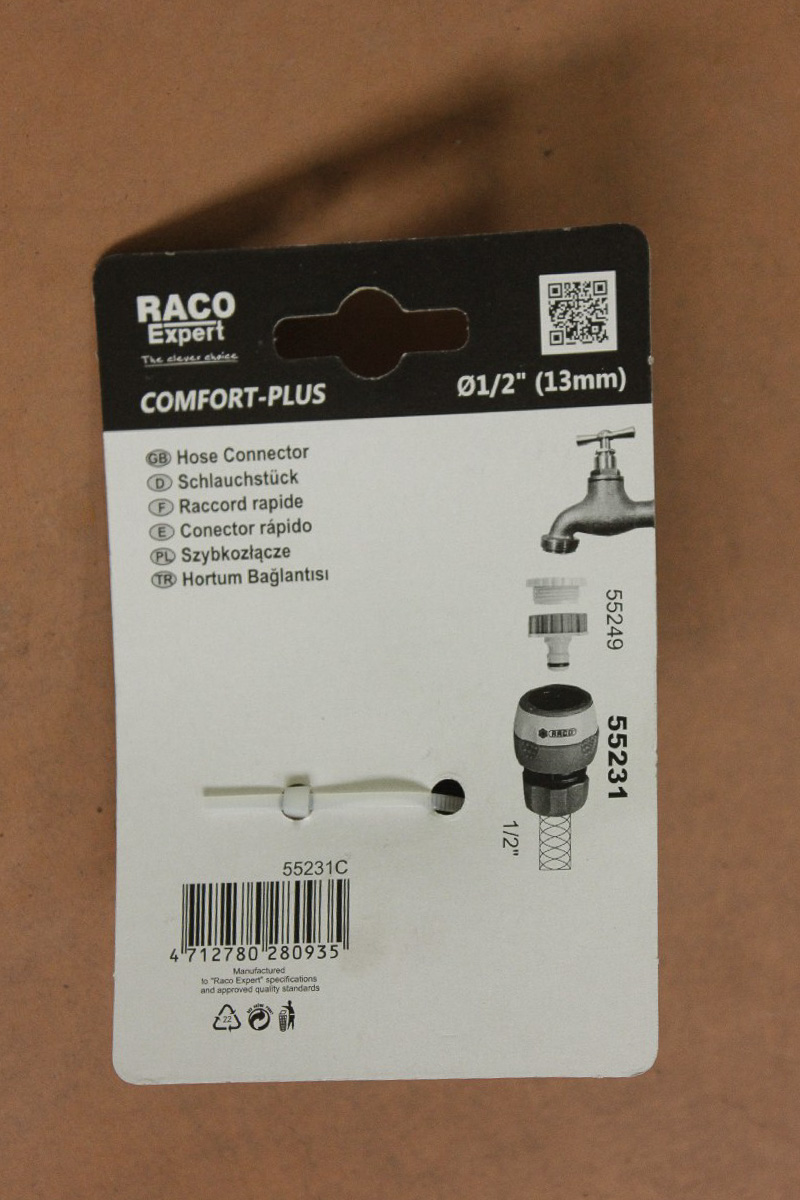 RACO
Expert
The clever choice
COMFORT-PLUS
Ø1/2" (13mm)
GB Hose Connector
D Schlauchstück
F Raccord rapide
E Conector rápido
PL Szybkozłącze
TR Hortum Bağlantısı
55249
RACO
55231
1/2"
55231C
4 712780 280935
Manufactured
to "Raco Expert" specifications
and approved quality standards
22